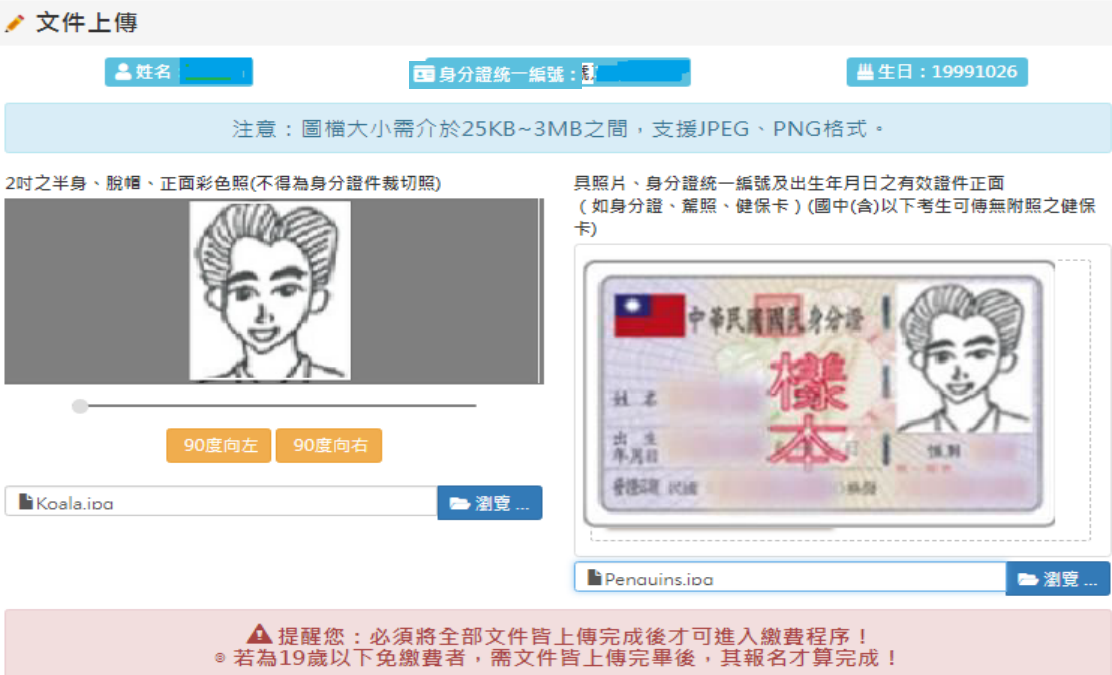 文件上傳
姓名：
身分證統一編號：
生日：19991026
注意：圖檔大小需介於25KB~3MB之間，支援JPEG、PNG格式。
2吋之半身、脫帽、正面彩色照(不得為身分證件裁切照)
具照片、身分證統一編號及出生年月日之有效證件正面
（如身分證、駕照、健保卡）(國中(含)以下考生可傳無附照之健保
卡)
中華民國國民身分證
樣
本
姓名
出生
年月日
日
性別
發證日期 民國
換發
90度向左
90度向右
Koala.jpg
瀏覽 ...
Penguins.jpg
瀏覽 ...
提醒您：必須將全部文件皆上傳完成後才可進入繳費程序！
◎若為19歲以下免繳費者，需文件皆上傳完畢後，其報名才算完成！